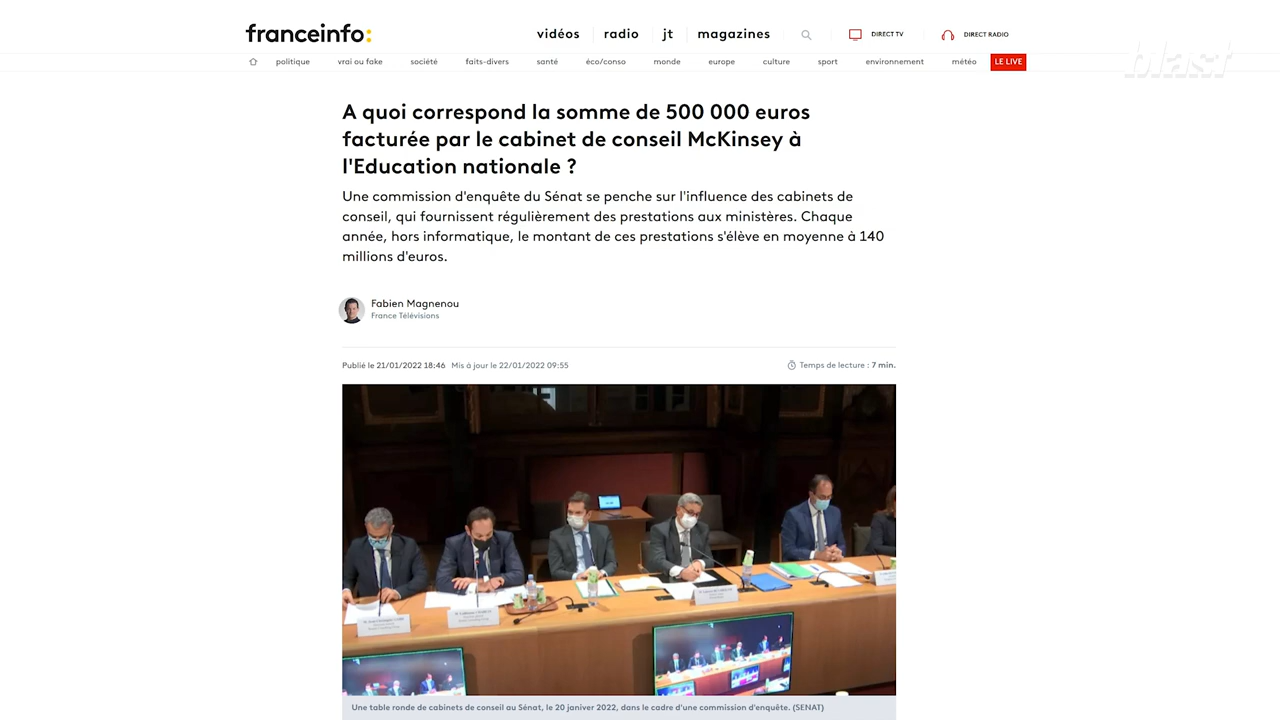 franceinfo:
vidéos radio jt magazines DIRECT TV DIRECT RADIO
blast
politique vrai ou fake société faits-divers santé éco/conso monde europe culture sport environnement météo LE LIVE
A quoi correspond la somme de 500 000 euros
facturée par le cabinet de conseil McKinsey à
l'Education nationale ?
Une commission d'enquête du Sénat se penche sur l'influence des cabinets de
conseil, qui fournissent régulièrement des prestations aux ministères. Chaque
année, hors informatique, le montant de ces prestations s'élève en moyenne à 140
millions d'euros.
Fabien Magnenou
France Télévisions
Publié le 21/01/2022 18:46 Mis à jour le 22/01/2022 09:55 Temps de lecture : 7 min.
Une table ronde de cabinets de conseil au Sénat, le 20 janiver 2022, dans le cadre d'une commission d'enquête. (SENAT)